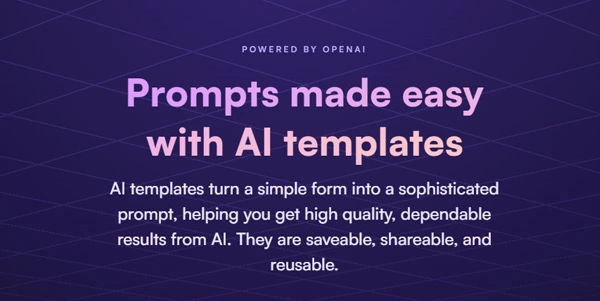 POWERED BY OPENAI
Prompts made easy
with AI templates
AI templates turn a simple form into a sophisticated
prompt, helping you get high quality, dependable
results from AI. They are saveable, shareable, and
reusable.